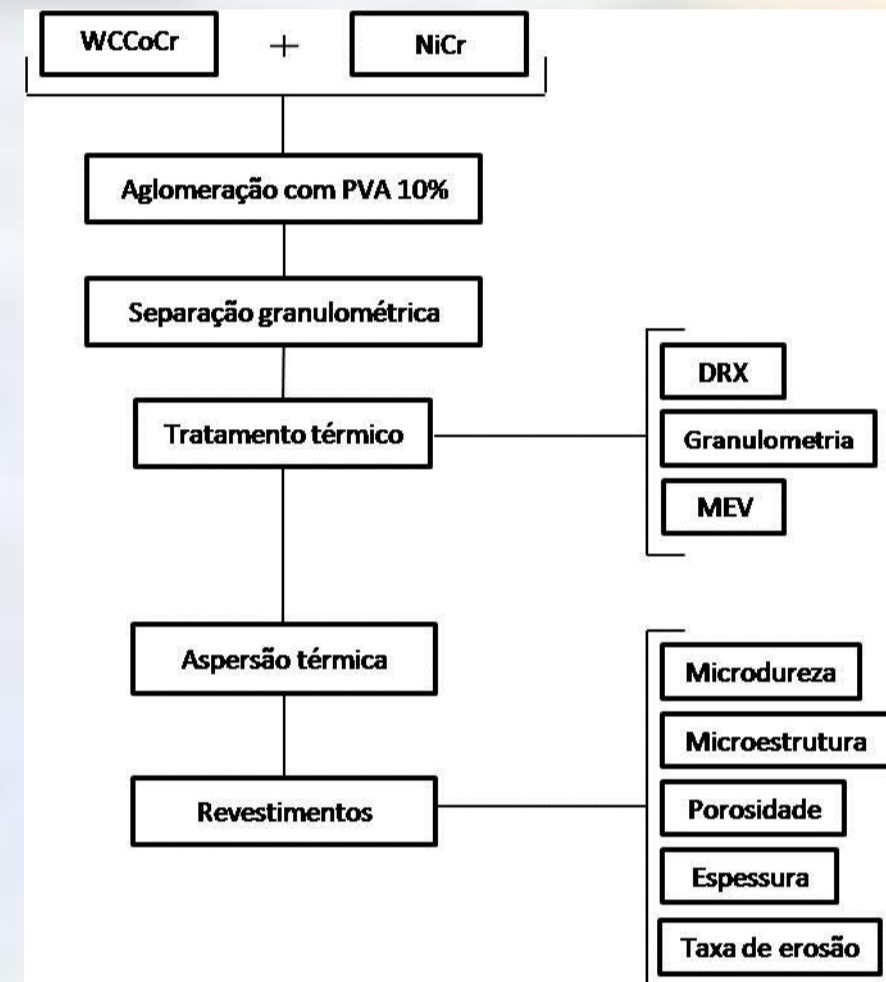 WCCoCr + NiCr
Aglomeração com PVA 10%
Separação granulométrica
Tratamento térmico
DRX
Granulometria
MEV
Aspersão térmica
Revestimentos
Microdureza
Microestrutura
Porosidade
Espessura
Taxa de erosão